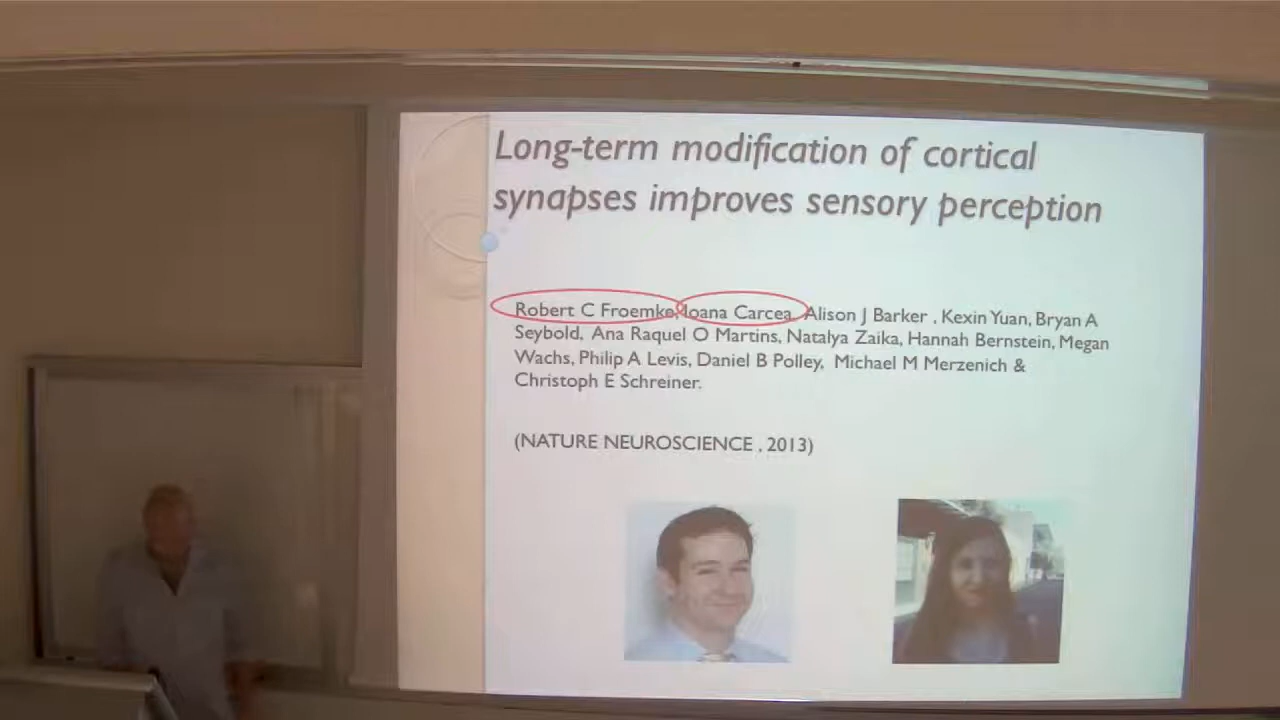 Long-term modification of cortical
synapses improves sensory perception
Robert C Froemke, Ioana Carcea, Alison J Barker , Kexin Yuan, Bryan A
Seybold, Ana Raquel O Martins, Natalya Zaika, Hannah Bernstein, Megan
Wachs, Philip A Levis, Daniel B Polley, Michael M Merzenich &
Christoph E Schreiner.
(NATURE NEUROSCIENCE , 2013)